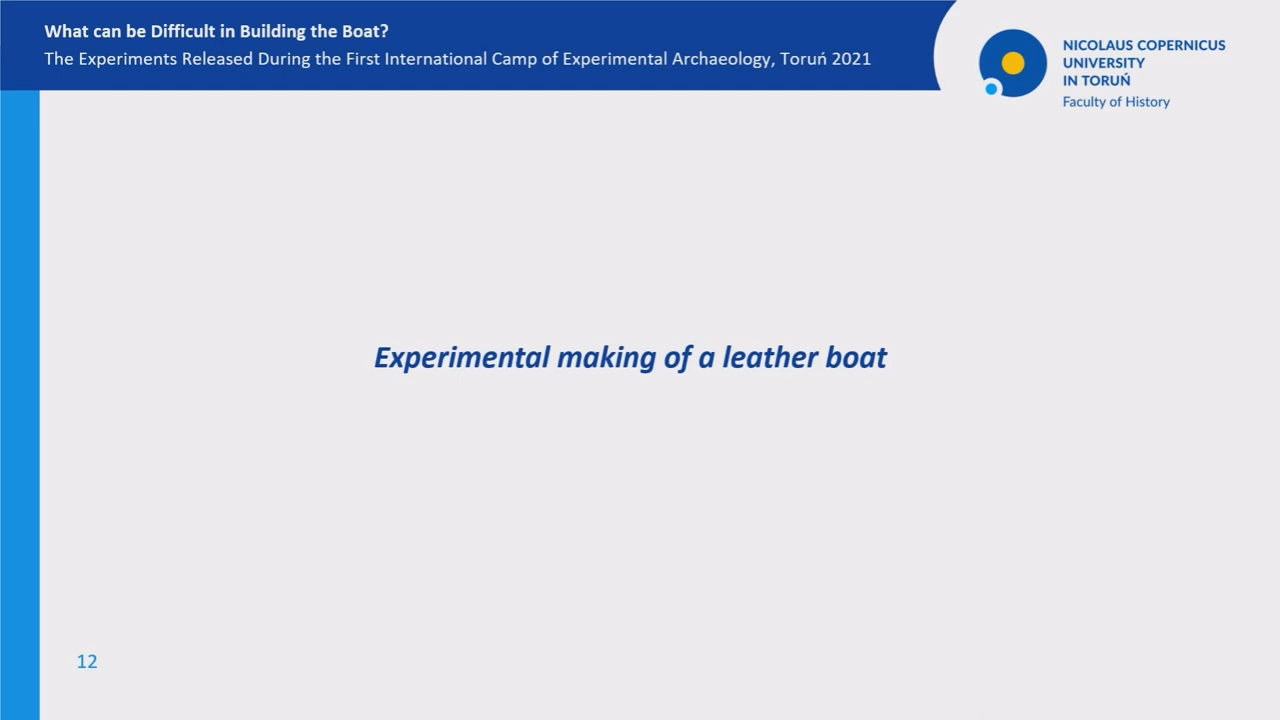 What can be Difficult in Building the Boat?
The Experiments Released During the First International Camp of Experimental Archaeology, Toruń 2021
NICOLAUS COPERNICUS
UNIVERSITY
IN TORUŃ
Faculty of History
Experimental making of a leather boat
12